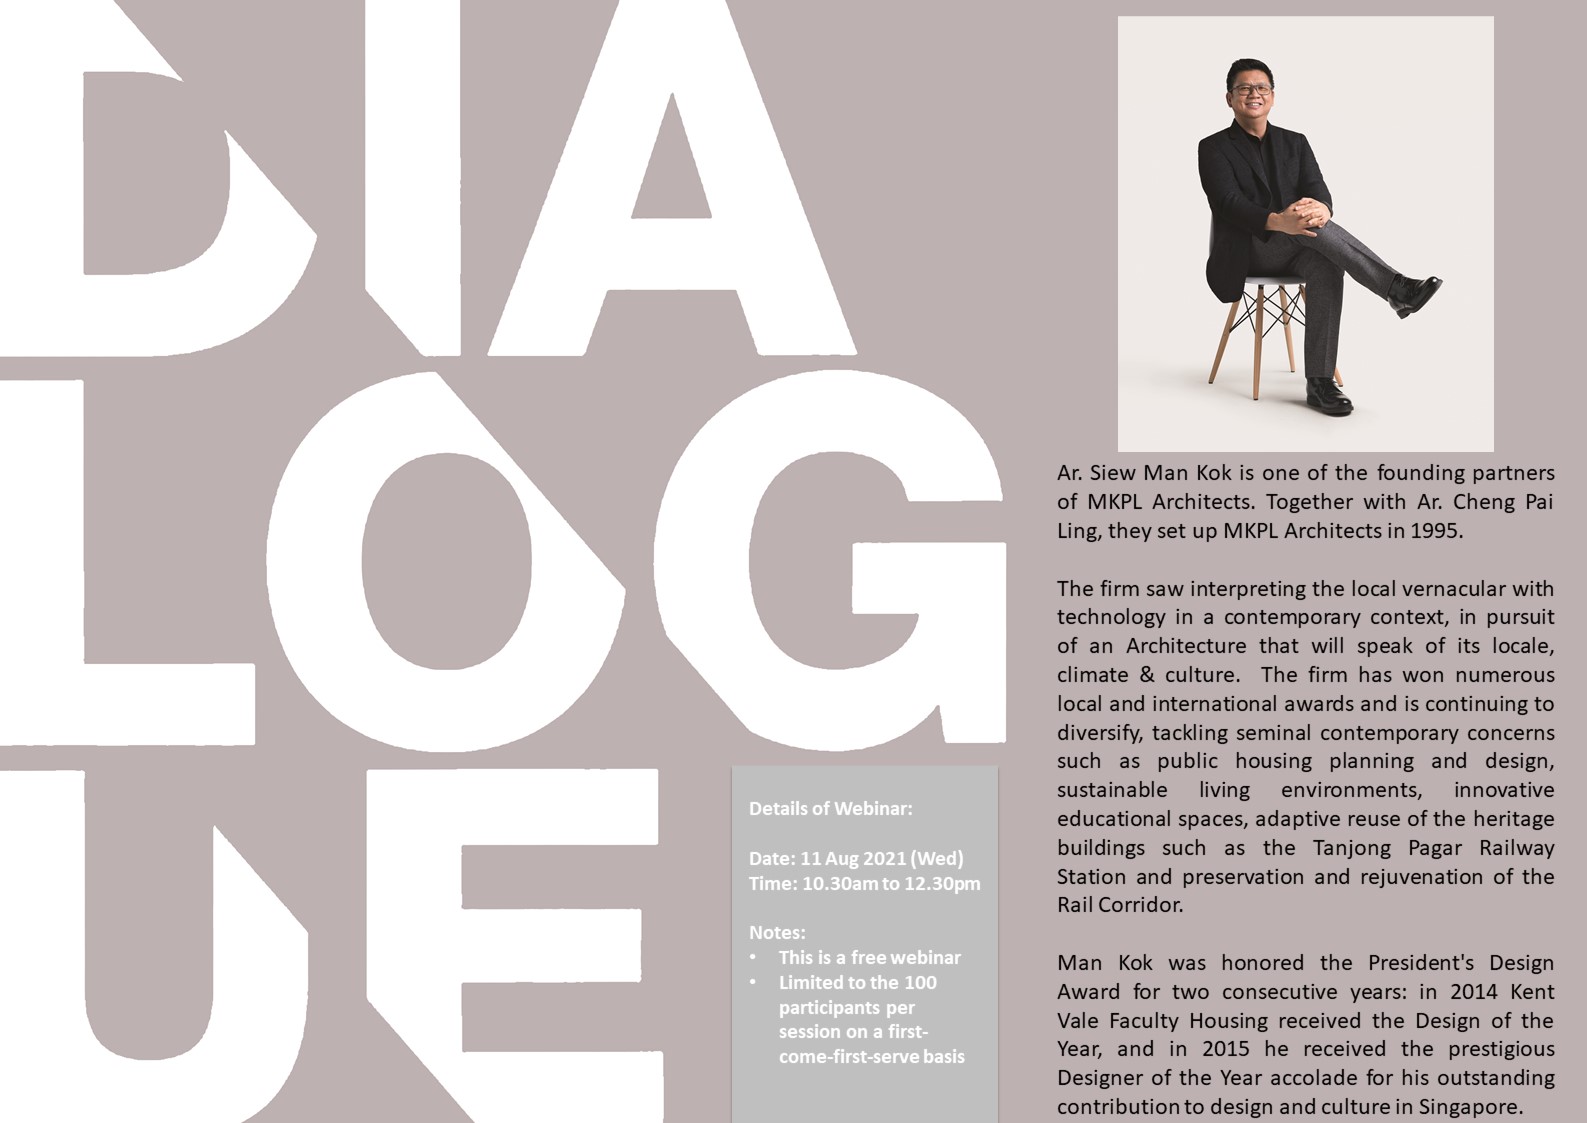 DIA
LOG
UE
Details of Webinar:
Date: 11 Aug 2021 (Wed)
Time: 10.30am to 12.30pm
Notes:
• This is a free webinar
• Limited to the 100
participants per
session on a first-
come-first-serve basis
Ar. Siew Man Kok is one of the founding partners
of MKPL Architects. Together with Ar. Cheng Pai
Ling, they set up MKPL Architects in 1995.
The firm saw interpreting the local vernacular with
technology in a contemporary context, in pursuit
of an Architecture that will speak of its locale,
climate & culture. The firm has won numerous
local and international awards and is continuing to
diversify, tackling seminal contemporary concerns
such as public housing planning and design,
sustainable living environments, innovative
educational spaces, adaptive reuse of the heritage
buildings such as the Tanjong Pagar Railway
Station and preservation and rejuvenation of the
Rail Corridor.
Man Kok was honored the President's Design
Award for two consecutive years: in 2014 Kent
Vale Faculty Housing received the Design of the
Year, and in 2015 he received the prestigious
Designer of the Year accolade for his outstanding
contribution to design and culture in Singapore.